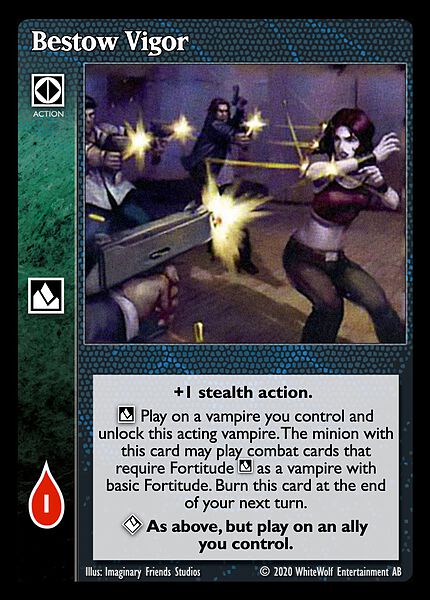 Bestow Vigor
ACTION
+1 stealth action.
Play on a vampire you control and
unlock this acting vampire. The minion with
this card may play combat cards that
require Fortitude as a vampire with
basic Fortitude. Burn this card at the end
of your next turn.
As above, but play on an ally
you control.
1
Illus: Imaginary Friends Studios © 2020 WhiteWolf Entertainment AB